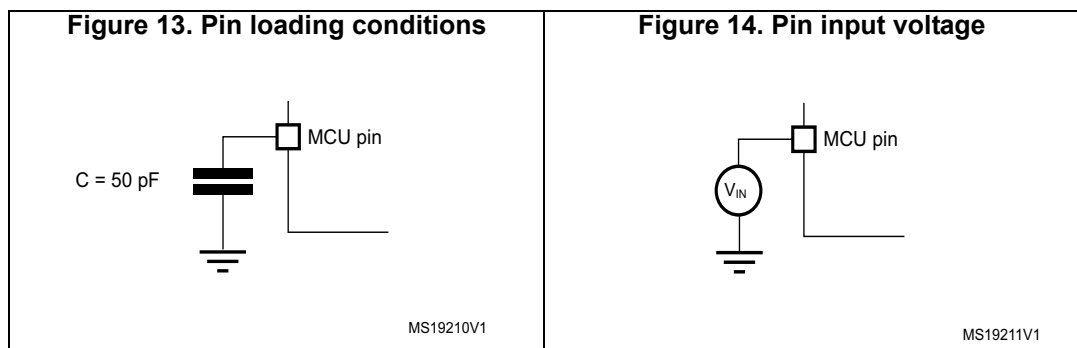 Figure 13. Pin loading conditions
MCU pin
C = 50 pF
MS19210V1
Figure 14. Pin input voltage
MCU pin
VIN
MS19211V1